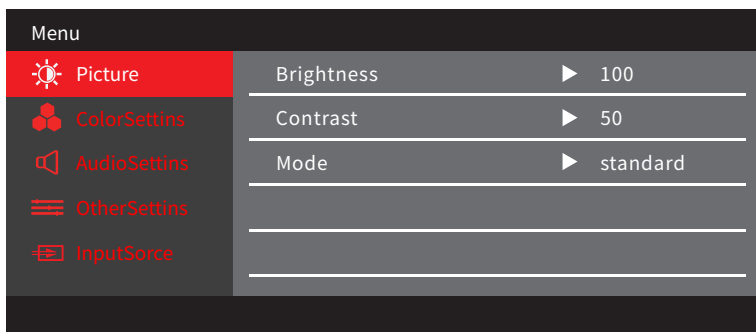 Menu
Picture
Brightness ▶ 100
ColorSettins
Contrast ▶ 50
AudioSettins
Mode ▶ standard
OtherSettins
InputSorce